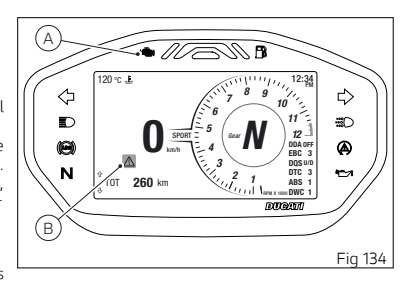 A
120 °C
12:34
PM
7 8 9
6 10
5 11
4 12
3
2
1
0
SPORT
km/h
Gear
N
RPM X 1000
DDA OFF
EBC 3
DQS U/D
DTC 3
ABS 1
DWC 1
TOT 260 km
ABS
N
B
DUCATI
Fig 134
l
e
.
,
s